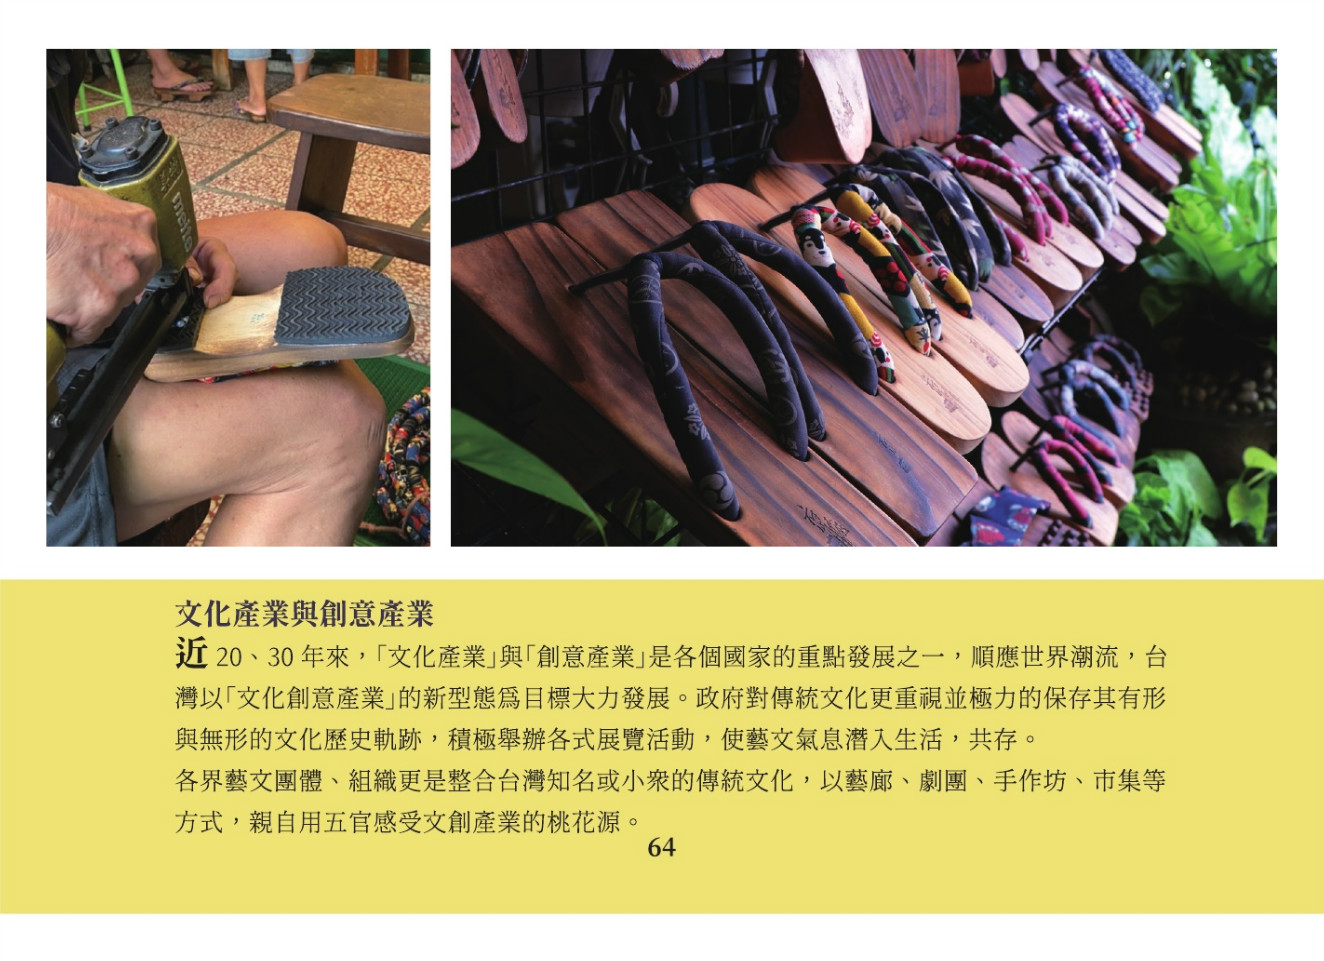 meite
文化產業與創意產業
近 20、30 年來，「文化產業」與「創意產業」是各個國家的重點發展之一，順應世界潮流，台
灣以「文化創意產業」的新型態爲目標大力發展。政府對傳統文化更重視並極力的保存其有形
與無形的文化歷史軌跡，積極舉辦各式展覽活動，使藝文氣息潛入生活，共存。
各界藝文團體、組織更是整合台灣知名或小衆的傳統文化，以藝廊、劇團、手作坊、市集等
方式，親自用五官感受文創產業的桃花源。
64